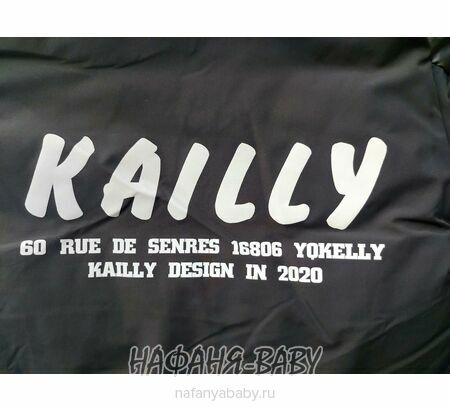 KAILLY
60 RUE DE SENRES 16806 YQKELLY
KAILLY DESIGN IN 2020
НАФАНЯ-BABY
nafanyababy.ru